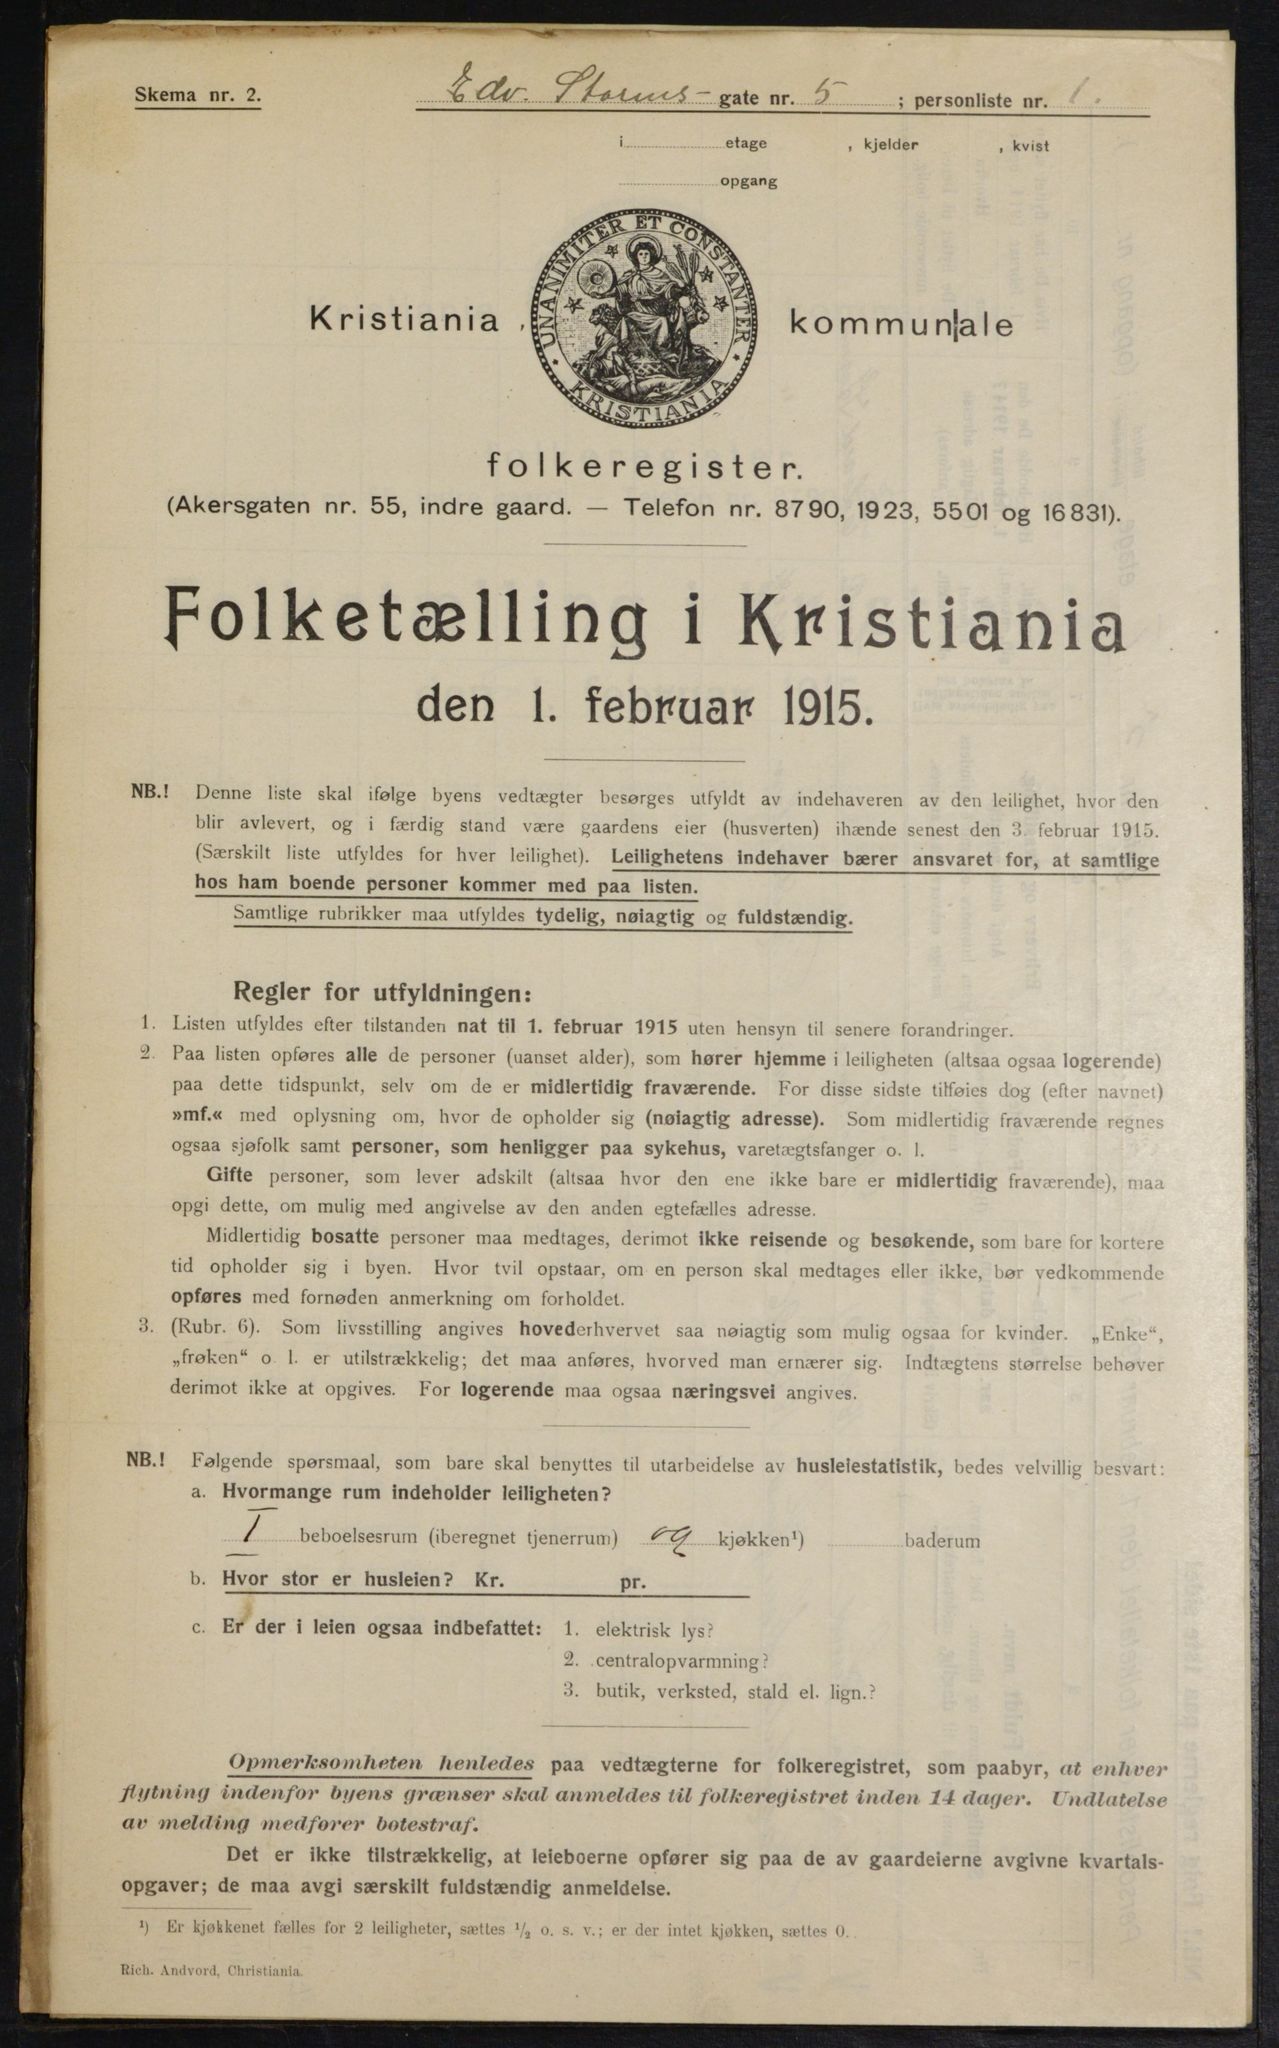 Skema nr. 2.
Edv. Storms- gate nr. 5 ; personliste nr. 1.
i etage , kjelder , kvist
opgang
UNANIMITER ET CONSTANTER
KRISTIANIA
Kristiania kommunale
folkeregister.
(Akersgaten nr. 55, indre gaard. — Telefon nr. 8790, 1923, 5501 og 16831).
Folketælling i Kristiania
den 1. februar 1915.
NB.! Denne liste skal ifølge byens vedtægter besørges utfyldt av indehaveren av den leilighet, hvor den
blir avlevert, og i færdig stand være gaardens eier (husverten) ihænde senest den 3. februar 1915.
(Særskilt liste utfyldes for hver leilighet). Leilighetens indehaver bærer ansvaret for, at samtlige
hos ham boende personer kommer med paa listen.
Samtlige rubrikker maa utfyldes tydelig, nøiagtig og fuldstændig.
Regler for utfyldningen:
1. Listen utfyldes efter tilstanden nat til 1. februar 1915 uten hensyn til senere forandringer.
2. Paa listen opføres alle de personer (uanset alder), som hører hjemme i leiligheten (altsaa ogsaa logerende)
paa dette tidspunkt, selv om de er midlertidig fraværende. For disse sidste tilføies dog (efter navnet)
»mf.« med oplysning om, hvor de opholder sig (nøiagtig adresse). Som midlertidig fraværende regnes
ogsaa sjøfolk samt personer, som henligger paa sykehus, varetægtsfanger o. l.
Gifte personer, som lever adskilt (altsaa hvor den ene ikke bare er midlertidig fraværende), maa
opgi dette, om mulig med angivelse av den anden egtefælles adresse.
Midlertidig bosatte personer maa medtages, derimot ikke reisende og besøkende, som bare for kortere
tid opholder sig i byen. Hvor tvil opstaar, om en person skal medtages eller ikke, bør vedkommende
opføres med fornøden anmerkning om forholdet.
3. (Rubr. 6). Som livsstilling angives hovederhvervet saa nøiagtig som mulig ogsaa for kvinder. „Enke“,
„frøken“ o. l. er utilstrækkelig; det maa anføres, hvorved man ernærer sig. Indtægtens størrelse behøver
derimot ikke at opgives. For logerende maa ogsaa næringsvei angives.
NB.! Følgende spørsmaal, som bare skal benyttes til utarbeidelse av husleiestatistik, bedes velvillig besvart:
a. Hvormange rum indeholder leiligheten?
I beboelsesrum (iberegnet tjenerrum) og kjøkken¹) baderum
b. Hvor stor er husleien? Kr. pr.
c. Er der i leien ogsaa indbefattet: 1. elektrisk lys?
2. centralopvarmning?
3. butik, verksted, stald el. lign.?
Opmerksomheten henledes paa vedtægterne for folkeregistret, som paabyr, at enhver
flytning indenfor byens grænser skal anmeldes til folkeregistret inden 14 dager. Undlatelse
av melding medfører botestraf.
Det er ikke tilstrækkelig, at leieboerne opfører sig paa de av gaardeierne avgivne kvartals-
opgaver; de maa avgi særskilt fuldstændig anmeldelse.
¹) Er kjøkkenet fælles for 2 leiligheter, sættes ½ o. s. v.; er der intet kjøkken, sættes 0.
Rich. Andvord, Christiania.